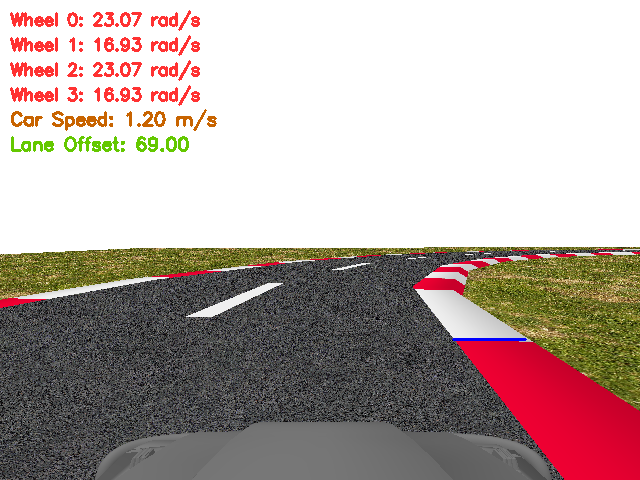 Wheel 0: 23.07 rad/s
Wheel 1: 16.93 rad/s
Wheel 2: 23.07 rad/s
Wheel 3: 16.93 rad/s
Car Speed: 1.20 m/s
Lane Offset: 69.00